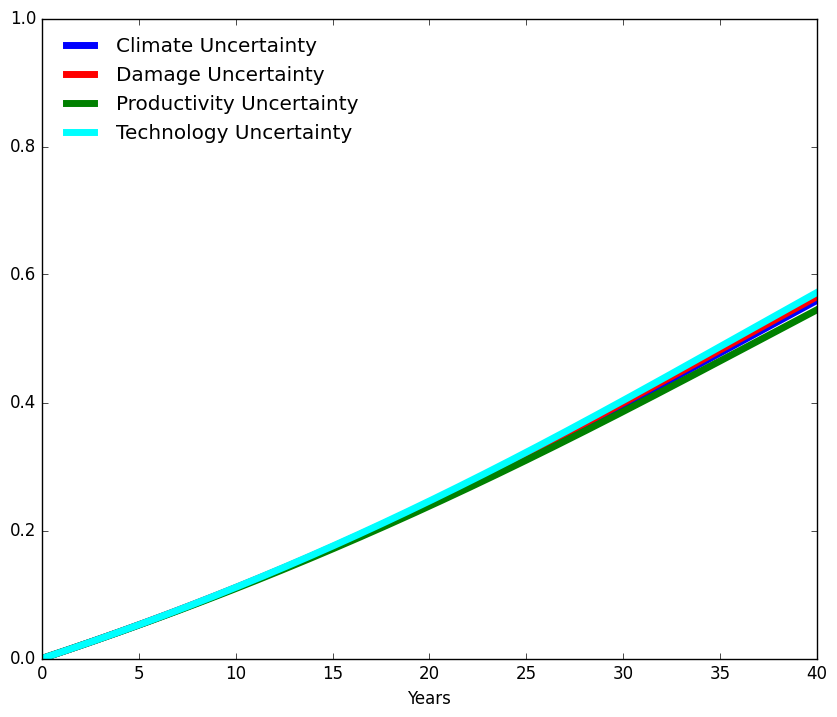 1.0
Climate Uncertainty
Damage Uncertainty
Productivity Uncertainty
Technology Uncertainty
0.8
0.6
0.4
0.2
0.0
0 5 10 15 20 25 30 35 40
Years